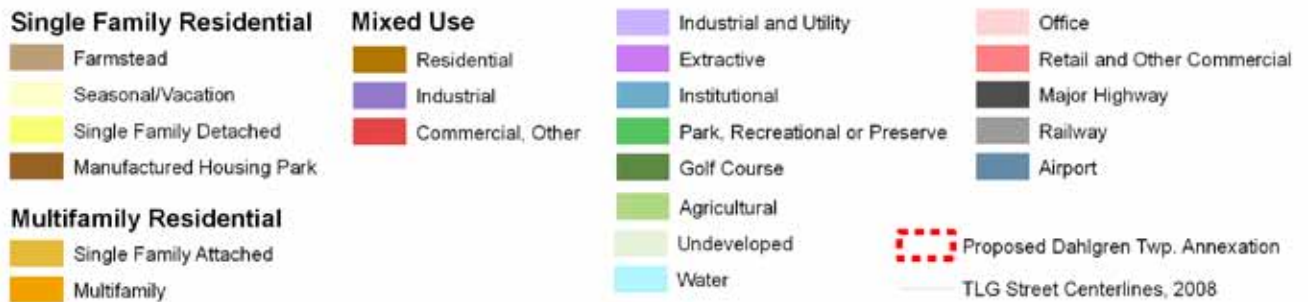 Single Family Residential
Farmstead
Seasonal/Vacation
Single Family Detached
Manufactured Housing Park
Multifamily Residential
Single Family Attached
Multifamily
Mixed Use
Residential
Industrial
Commercial, Other
Industrial and Utility
Extractive
Institutional
Park, Recreational or Preserve
Golf Course
Agricultural
Undeveloped
Water
Office
Retail and Other Commercial
Major Highway
Railway
Airport
Proposed Dahlgren Twp. Annexation
TLG Street Centerlines, 2008